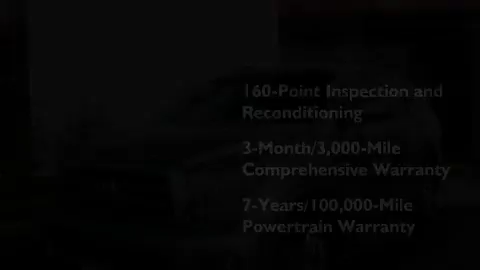 160-Point Inspection and
Reconditioning
3-Month/3,000-Mile
Comprehensive Warranty
7-Years/100,000-Mile
Powertrain Warranty